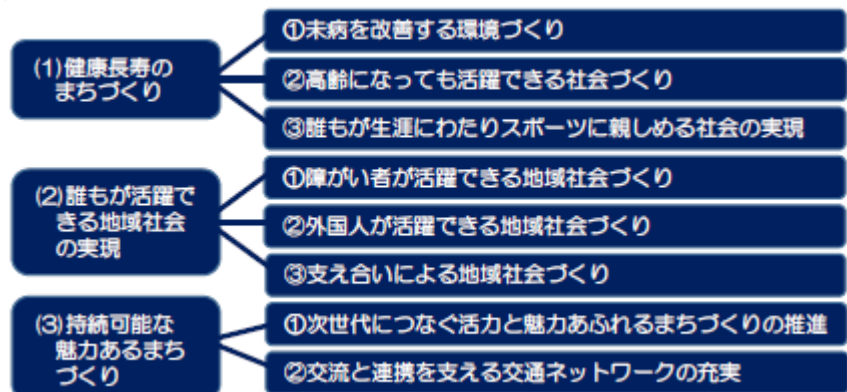 (1)健康長寿の
まちづくり
①未病を改善する環境づくり
②高齢になっても活躍できる社会づくり
③誰もが生涯にわたりスポーツに親しめる社会の実現
(2)誰もが活躍で
きる地域社会
の実現
①障がい者が活躍できる地域社会づくり
②外国人が活躍できる地域社会づくり
③支え合いによる地域社会づくり
(3)持続可能な
魅力あるまち
づくり
①次世代につなぐ活力と魅力あふれるまちづくりの推進
②交流と連携を支える交通ネットワークの充実